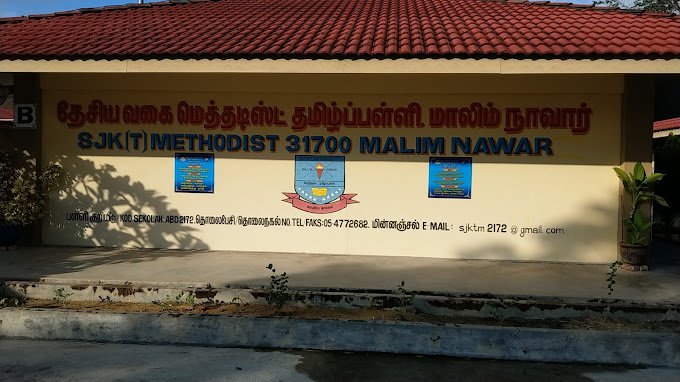 B
தேசிய வகை மெத்தடிஸ்ட் தமிழ்ப்பள்ளி, மாலிம் நாவார்
SJK(T) METHODIST 31700 MALIM NAWAR
பள்ளி குறியீடு/KOD SEKOLAH: ABD 2172, தொலைபேசி/ தொலைநகல் NO.TEL FAKS:05 4772682. மின்னஞ்சல் E-MAIL: sjktm 2172 @ gmail.com